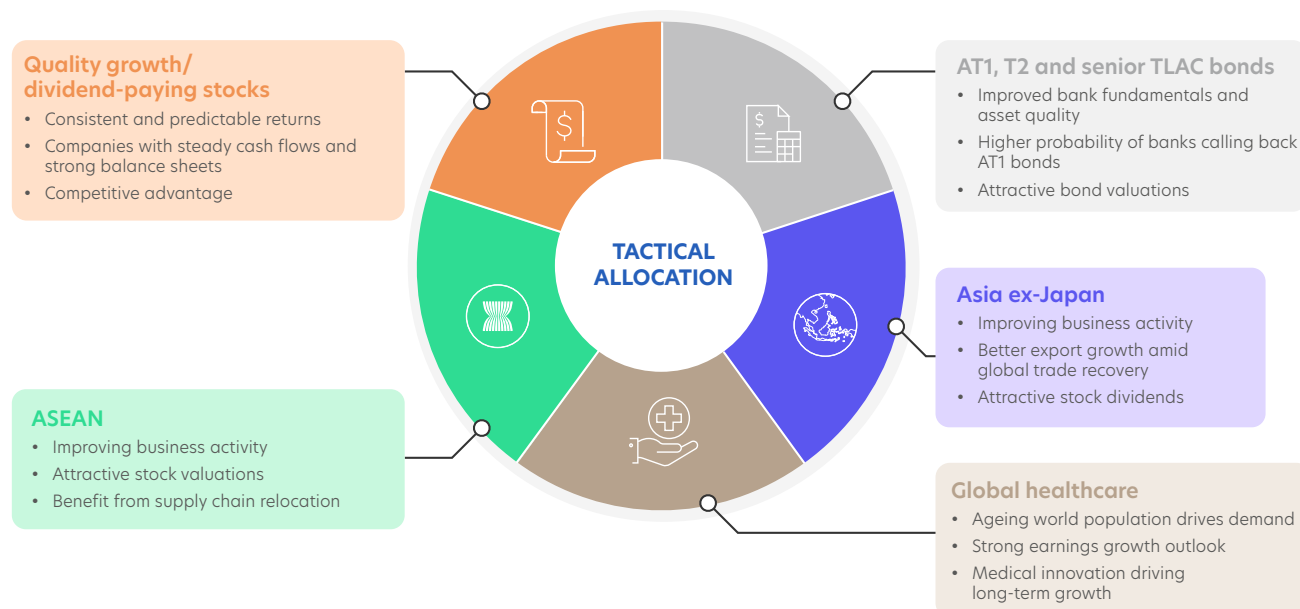 Quality growth/
dividend-paying stocks
• Consistent and predictable returns
• Companies with steady cash flows and
strong balance sheets
• Competitive advantage
ASEAN
• Improving business activity
• Attractive stock valuations
• Benefit from supply chain relocation
$
$
TACTICAL
ALLOCATION
AT1, T2 and senior TLAC bonds
• Improved bank fundamentals and
asset quality
• Higher probability of banks calling back
AT1 bonds
• Attractive bond valuations
Asia ex-Japan
• Improving business activity
• Better export growth amid
global trade recovery
• Attractive stock dividends
Global healthcare
• Ageing world population drives demand
• Strong earnings growth outlook
• Medical innovation driving
long-term growth